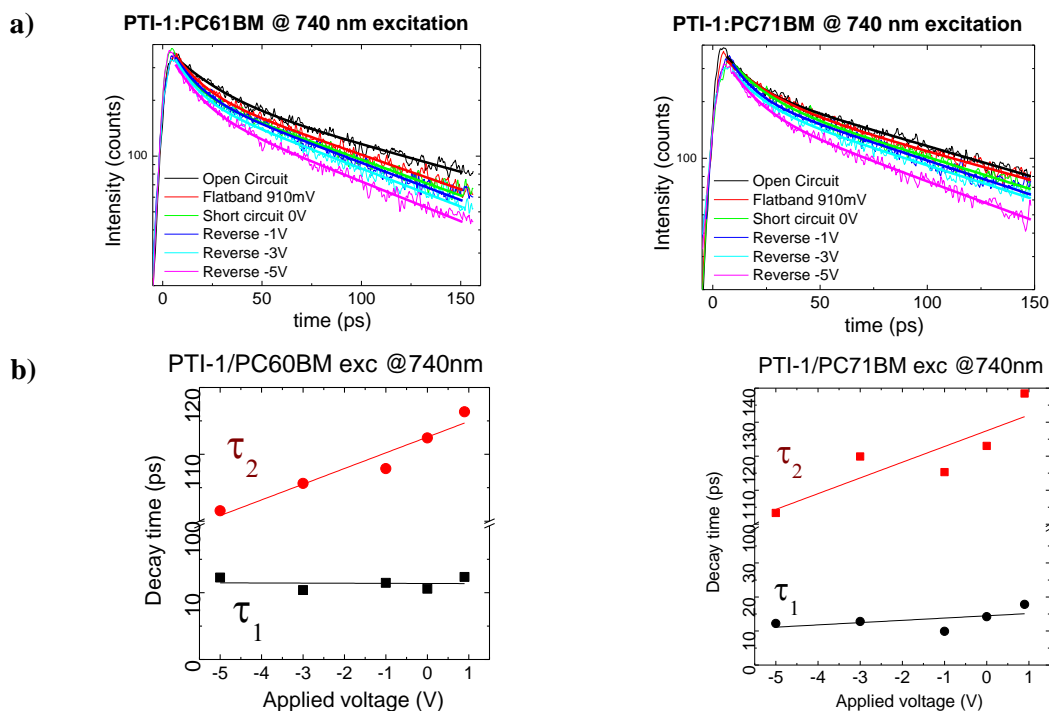 a)
PTI-1:PC61BM @ 740 nm excitation
Intensity (counts)
100
Open Circuit
Flatband 910mV
Short circuit 0V
Reverse -1V
Reverse -3V
Reverse -5V
0 50 100 150
time (ps)
PTI-1:PC71BM @ 740 nm excitation
Intensity (counts)
100
Open Circuit
Flatband 910mV
Short circuit 0V
Reverse -1V
Reverse -3V
Reverse -5V
0 50 100 150
time (ps)
b)
PTI-1/PC60BM exc @740nm
Decay time (ps)
120
110
100
10
0
τ2
τ1
-5 -4 -3 -2 -1 0 1
Applied voltage (V)
PTI-1/PC71BM exc @740nm
Decay time (ps)
140
130
120
110
100
30
20
10
0
τ2
τ1
-5 -4 -3 -2 -1 0 1
Applied voltage (V)